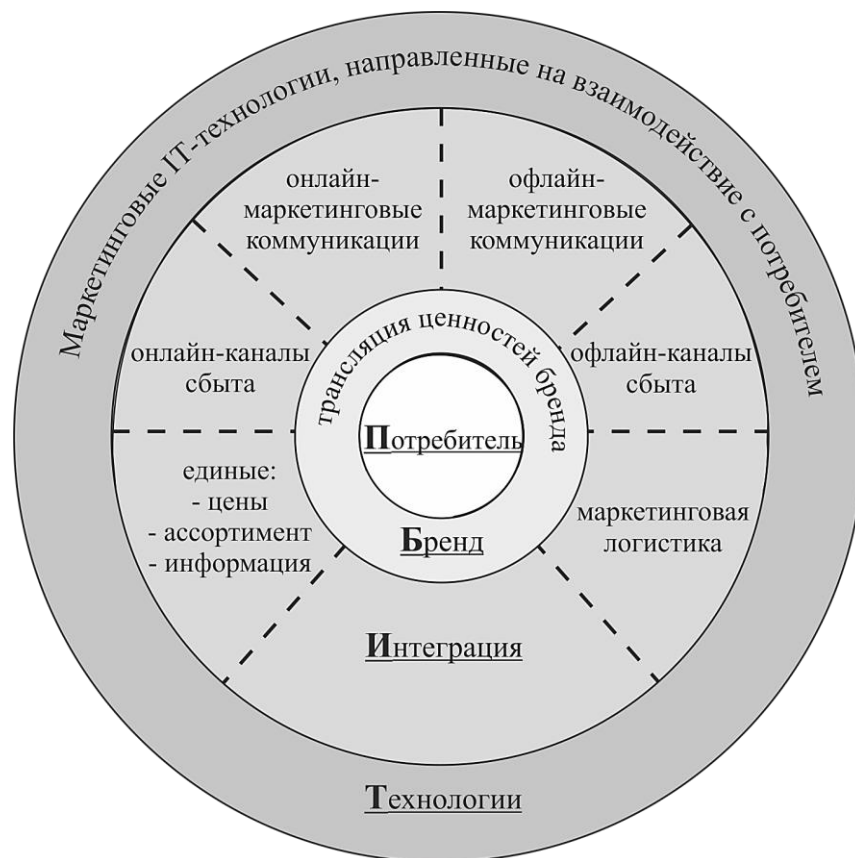 Маркетинговые IT-технологии, направленные на взаимодействие с потребителем
онлайн-
маркетинговые
коммуникации
офлайн-
маркетинговые
коммуникации
онлайн-каналы
сбыта
трансляция ценностей бренда
офлайн-каналы
сбыта
Потребитель
единые:
- цены
- ассортимент
- информация
маркетинговая
логистика
Бренд
Интеграция
Технологии